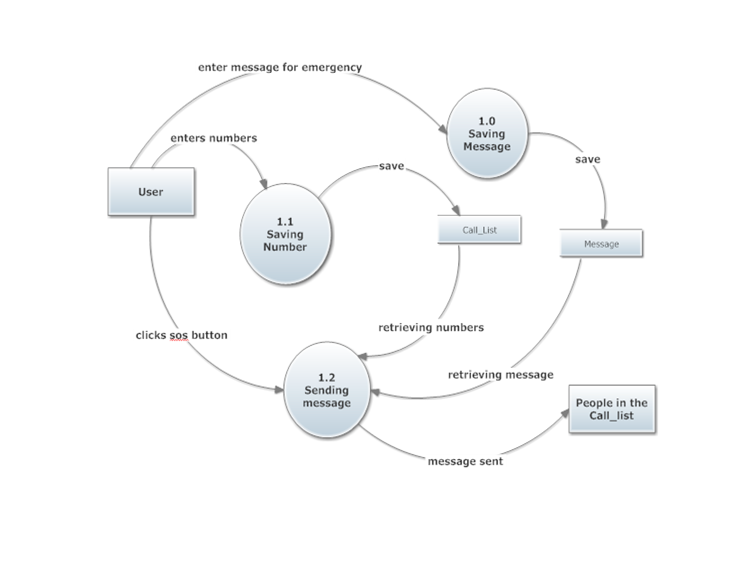 enter message for emergency
1.0
Saving
Message
enters numbers
save
save
User
1.1
Saving
Number
Call_List
Message
retrieving numbers
clicks sos button
1.2
Sending
message
retrieving message
People in the
Call_list
message sent